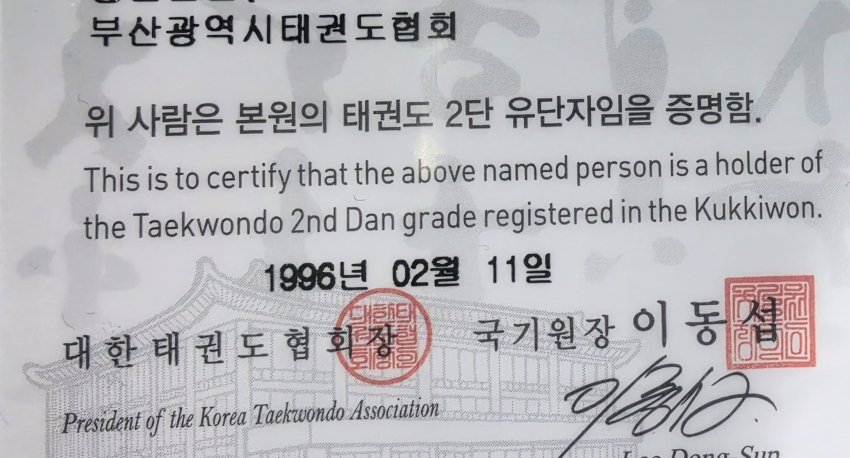 부산광역시태권도협회
위 사람은 본원의 태권도 2단 유단자임을 증명함.
This is to certify that the above named person is a holder of
the Taekwondo 2nd Dan grade registered in the Kukkiwon.
1996년 02월 11일
대한태권도협회장 국기원장 이동섭
President of the Korea Taekwondo Association
Lee Dong-Sup